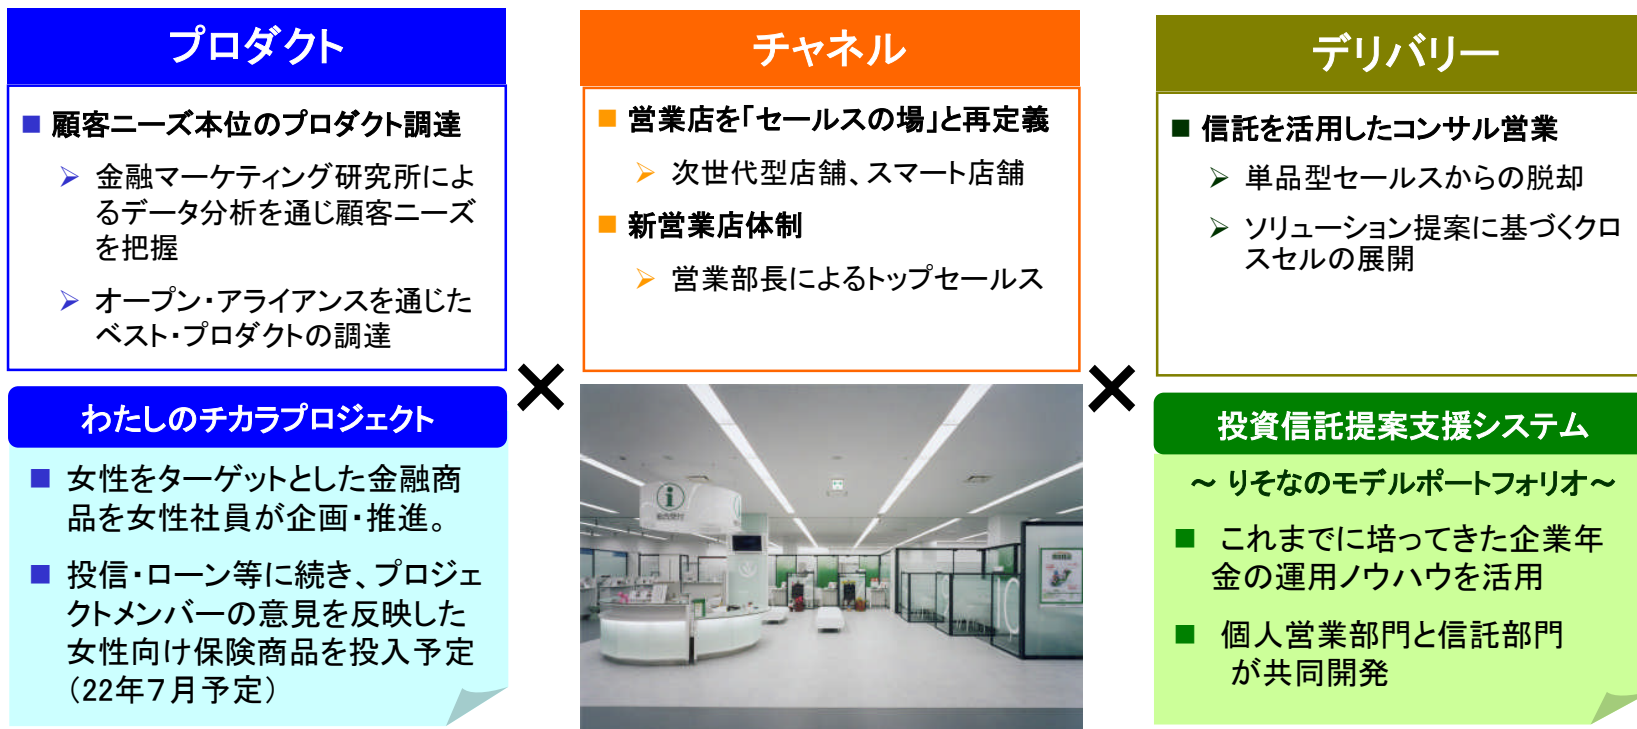 プロダクト
■ 顧客ニーズ本位のプロダクト調達
➢ 金融マーケティング研究所によ
るデータ分析を通じ顧客ニーズ
を把握
➢ オープン・アライアンスを通じた
ベスト・プロダクトの調達
わたしのチカラプロジェクト
■ 女性をターゲットとした金融商
品を女性社員が企画・推進。
■ 投信・ローン等に続き、プロジェ
クトメンバーの意見を反映した
女性向け保険商品を投入予定
（22年7月予定）
×
チャネル
■ 営業店を「セールスの場」と再定義
➢ 次世代型店舗、スマート店舗
■ 新営業店体制
➢ 営業部長によるトップセールス
i
総合受付
×
デリバリー
■ 信託を活用したコンサル営業
➢ 単品型セールスからの脱却
➢ ソリューション提案に基づくクロ
スセルの展開
投資信託提案支援システム
～ りそなのモデルポートフォリオ～
■ これまでに培ってきた企業年
金の運用ノウハウを活用
■ 個人営業部門と信託部門
が共同開発